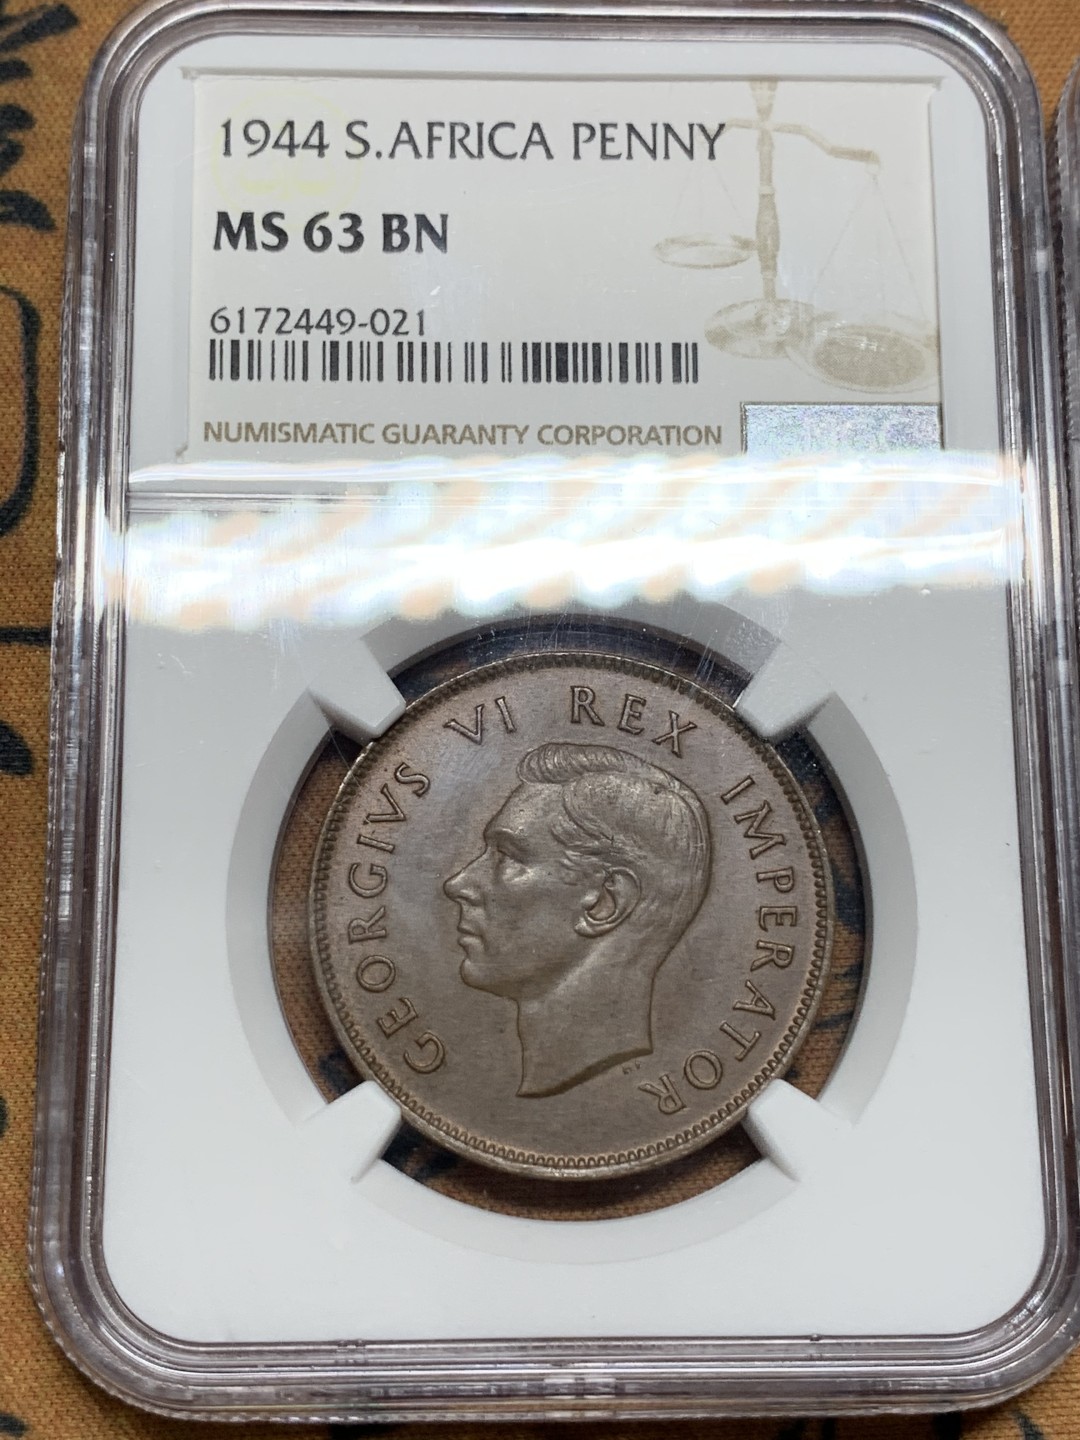 1944 S.AFRICA PENNY
MS 63 BN
6172449-021
NUMISMATIC GUARANTY CORPORATION
GEORGIVS VI REX IMPERATOR